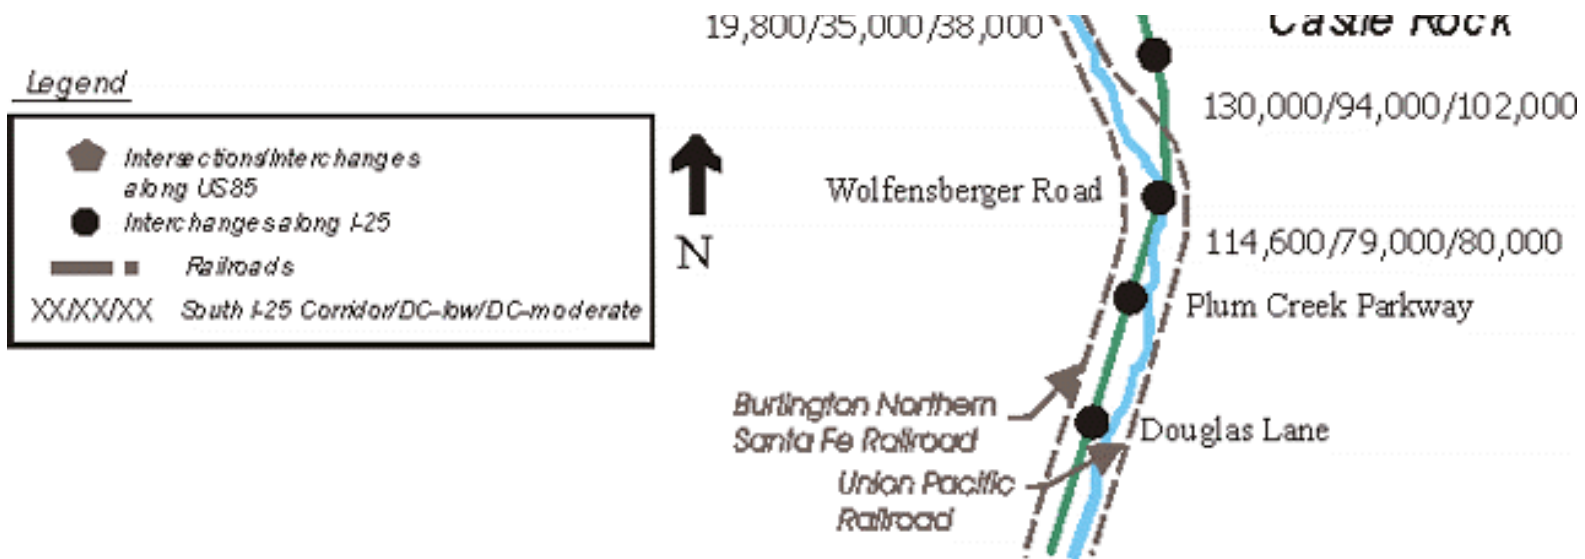 19,800/35,000/38,000
Castle Rock
Legend
130,000/94,000/102,000
Intersections/Interchanges
along US85
Wolfensberger Road
Interchanges along I-25
114,600/79,000/80,000
N
Railroads
XX/XX/XX South I-25 Corridor/DC-low/DC-moderate
Plum Creek Parkway
Burlington Northern
Santa Fe Railroad
Douglas Lane
Union Pacific
Railroad